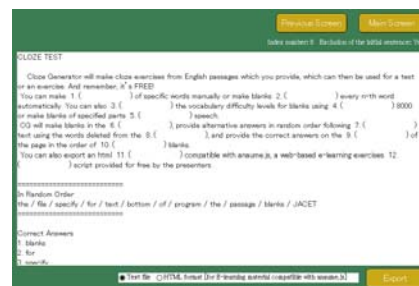 Previous Screen
Main Screen
CLOZE TEST
Cloze Generator will make cloze exercises from English passages which you provide, which can then be used for a test
or an exercise. And remember, it's FREE!
You can make 1. ( ) of specific words manually or make blanks 2. ( ) every n-th word
automatically. You can also 3. ( ) the vocabulary difficulty levels for blanks using 4. ( ) 8000
or make blanks of specified parts 5. ( ) speech.
CG will make blanks in the 6. ( ), provide alternative answers in random order following 7. ( )
text using the words deleted from the 8. ( ), and provide the correct answers on the 9. ( ) of
the page in the order of 10. ( ) blanks.
You can also export an html 11. ( ) compatible with ansume.js, a web-based e-learning exercises. 12
( ) script provided for free by the presenters.
============================
In Random Order
the / file / specify / for / text / bottom / of / program / the / passage / blanks / JACET
============================
Correct Answers
1. blanks
2. for
3. specify
Text file HTML format [for E-learning material compatible with ansume.js]
Export